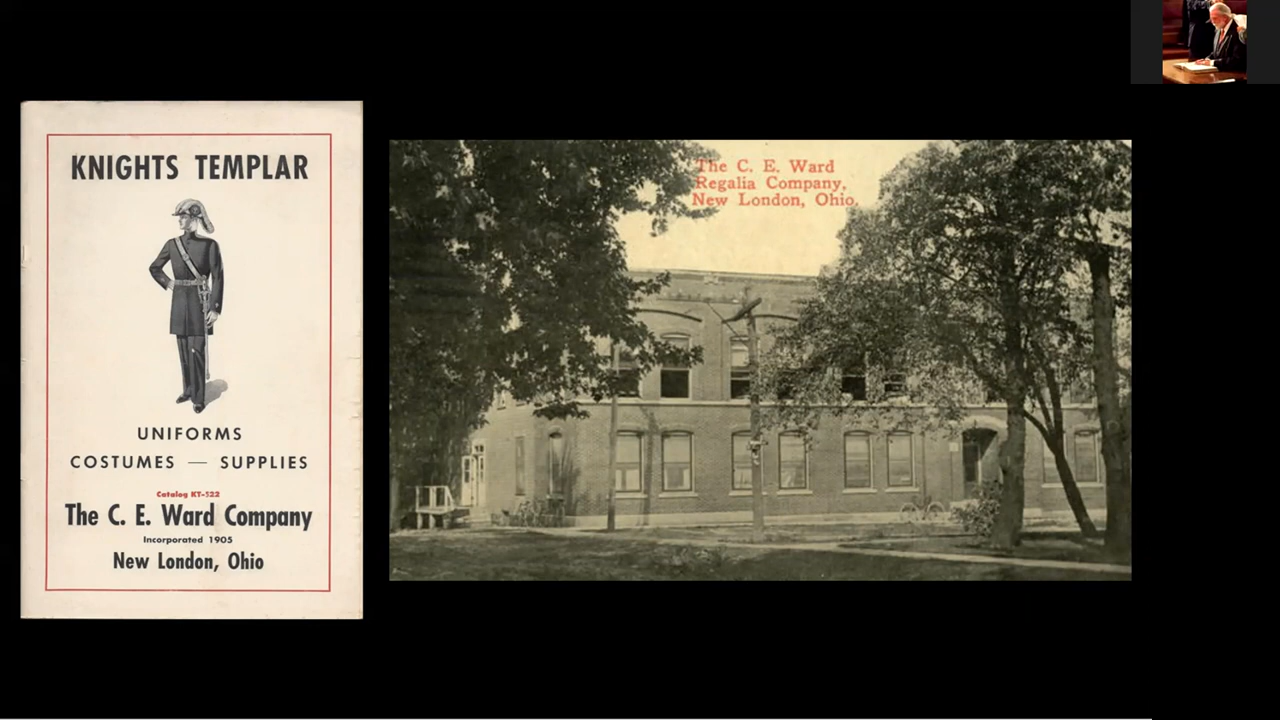 KNIGHTS TEMPLAR
UNIFORMS
COSTUMES — SUPPLIES
Catalog KT-522
The C. E. Ward Company
Incorporated 1905
New London, Ohio
The C. E. Ward
Regalia Company,
New London, Ohio.